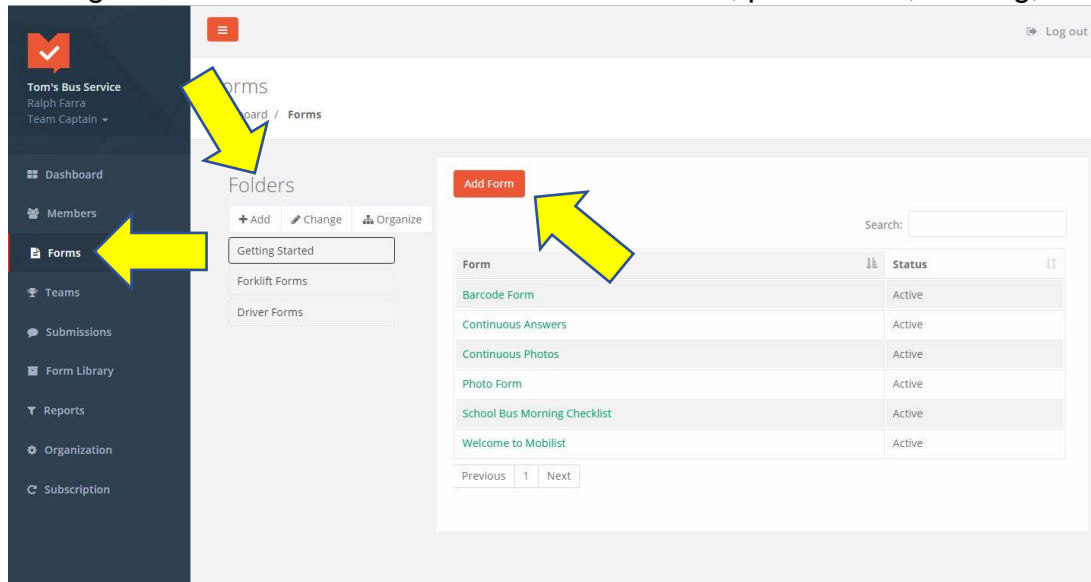 Log out
Tom's Bus Service
Ralph Farra
Team Captain
Forms
Dashboard
Members
Forms
Teams
Submissions
Form Library
Reports
Organization
Subscription
Folders
+ Add Change Organize
Getting Started
Forklift Forms
Driver Forms
Add Form
Search:
Form Status
Barcode Form Active
Continuous Answers Active
Continuous Photos Active
Photo Form Active
School Bus Morning Checklist Active
Welcome to Mobilist Active
Previous 1 Next